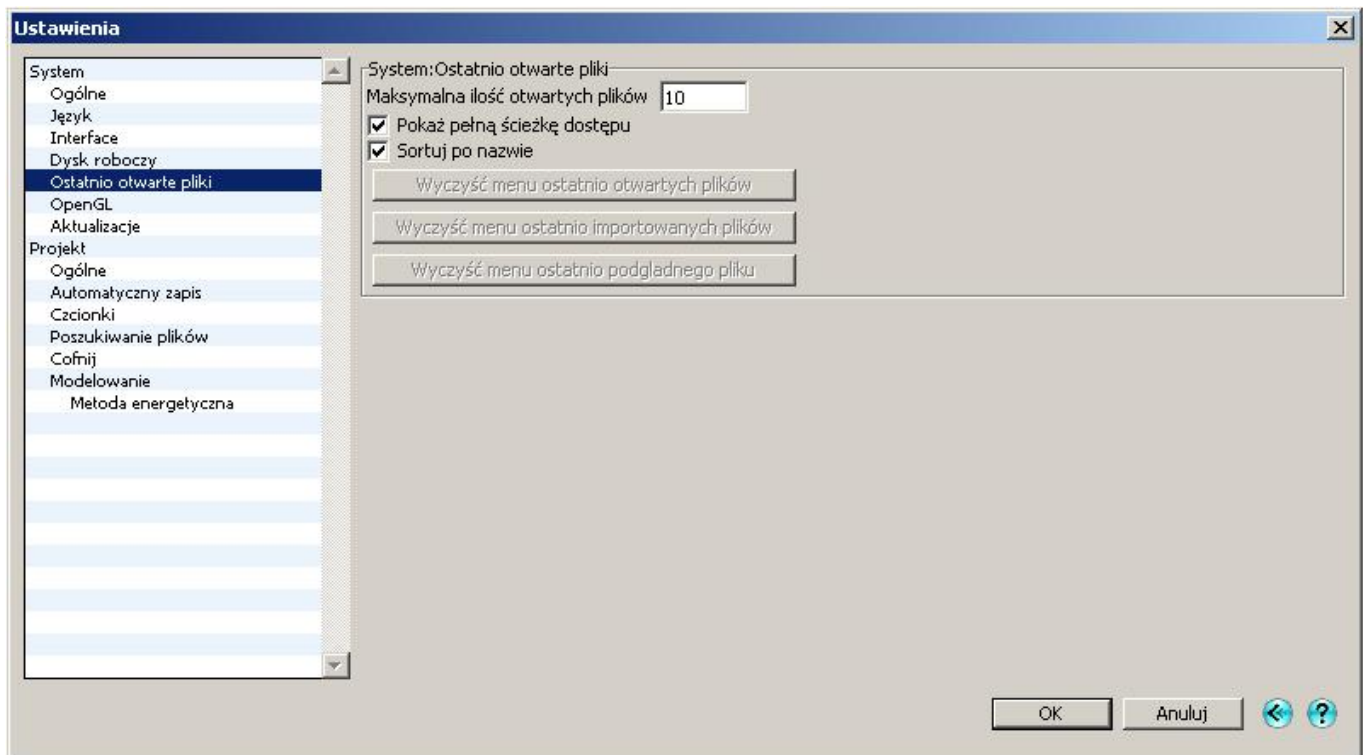 Ustawienia
System
Ogólne
Język
Interface
Dysk roboczy
Ostatnio otwarte pliki
OpenGL
Aktualizacje
Projekt
Ogólne
Automatyczny zapis
Czcionki
Poszukiwanie plików
Cofnij
Modelowanie
Metoda energetyczna
System:Ostatnio otwarte pliki
Maksymalna ilość otwartych plików 10
Pokaż pełną ścieżkę dostępu
Sortuj po nazwie
Wyczyść menu ostatnio otwartych plików
Wyczyść menu ostatnio importowanych plików
Wyczyść menu ostatnio podgladnego pliku
OK Anuluj ?